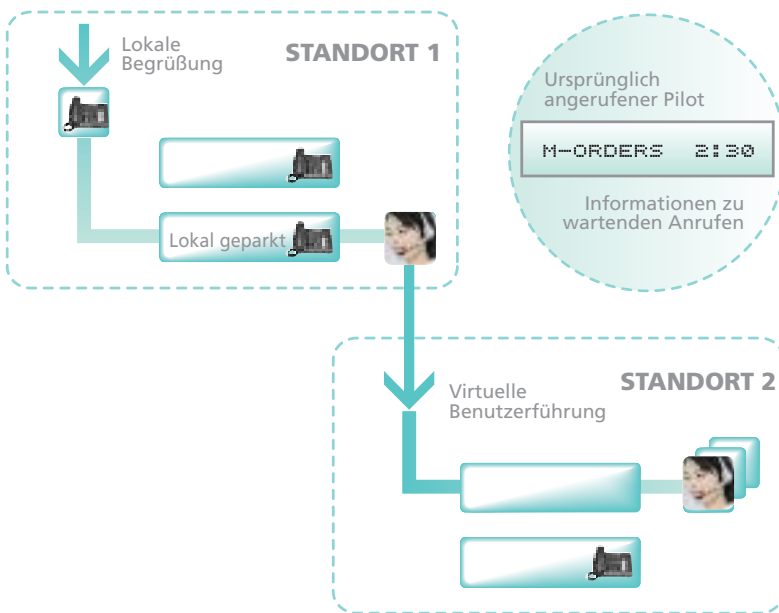 Lokale
Begrüßung
STANDORT 1
Lokal geparkt
Ursprünglich
angerufener Pilot
M-ORDERS 2:30
Informationen zu
wartenden Anrufen
STANDORT 2
Virtuelle
Benutzerführung